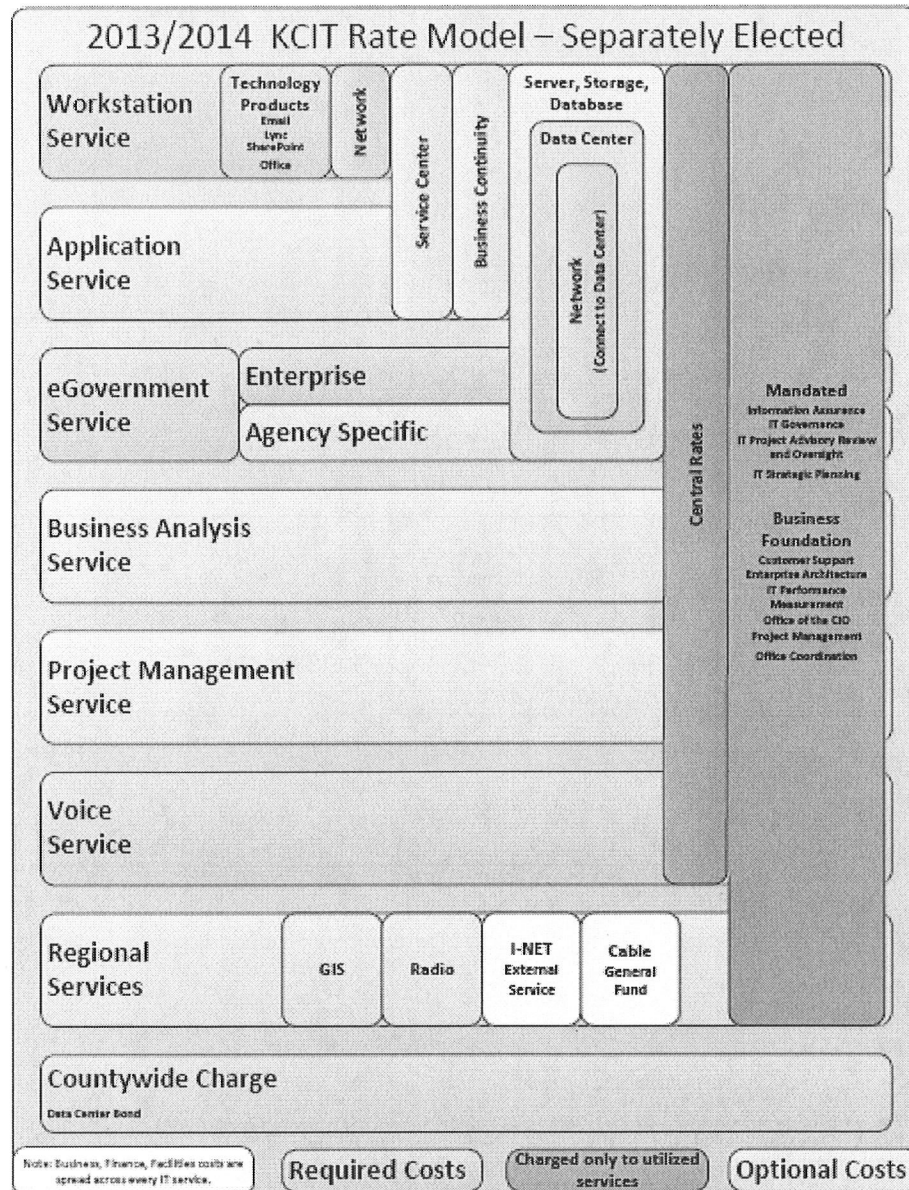 2013/2014 KCIT Rate Model – Separately Elected
Workstation
Service
Technology
Products
Email
Lync
SharePoint
Office
Network
Service Center
Business Continuity
Server, Storage,
Database
Data Center
Network
(Connect to Data Center)
Central Rates
Application
Service
eGovernment
Service
Enterprise
Agency Specific
Mandated
Information Assurance
IT Governance
IT Project Advisory Review
and Oversight
IT Strategic Planning
Business
Foundation
Customer Support
Enterprise Architecture
IT Performance
Measurement
Office of the CIO
Project Management
Office Coordination
Business Analysis
Service
Project Management
Service
Voice
Service
Regional
Services
GIS
Radio
I-NET
External
Service
Cable
General
Fund
Countywide Charge
Data Center Bond
Note: Business, Finance, Facilities costs are
spread across every IT service.
Required Costs
Charged only to utilized
services
Optional Costs